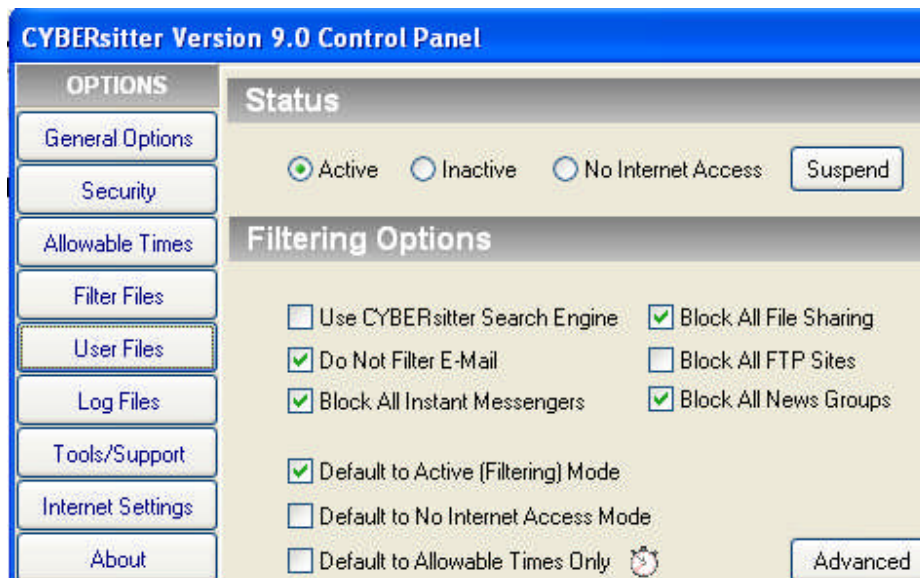 CYBERsitter Version 9.0 Control Panel
OPTIONS
General Options
Security
Allowable Times
Filter Files
User Files
Log Files
Tools/Support
Internet Settings
About
Status
Active Inactive No Internet Access Suspend
Filtering Options
Use CYBERsitter Search Engine Block All File Sharing
Do Not Filter E-Mail Block All FTP Sites
Block All Instant Messengers Block All News Groups
Default to Active (Filtering) Mode
Default to No Internet Access Mode
Default to Allowable Times Only Advanced